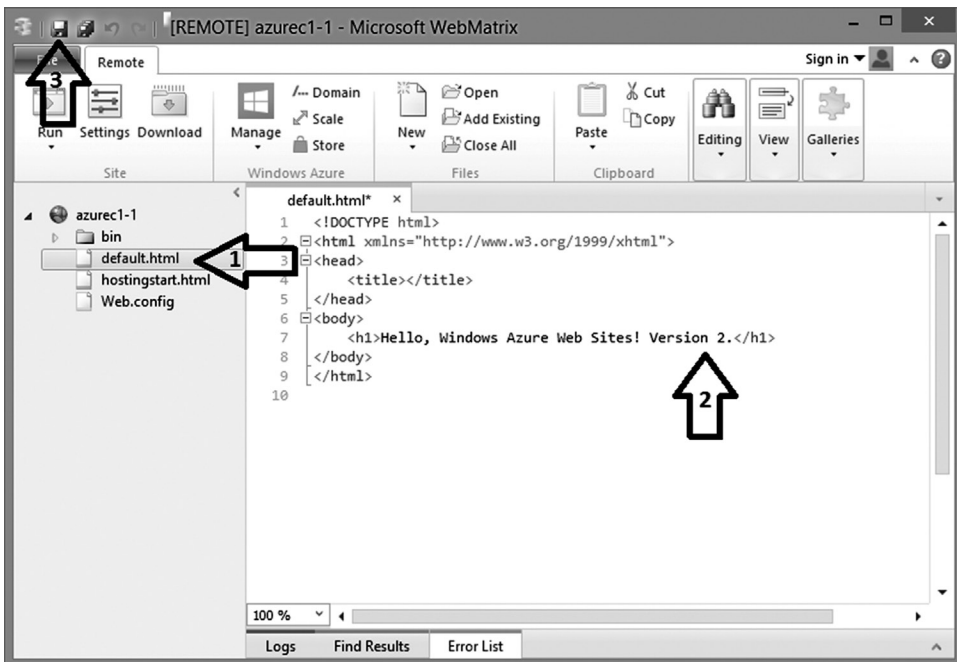 [REMOTE] azurec1-1 - Microsoft WebMatrix
Remote
Sign in
3
Run
Settings
Download
Site
Manage
Domain
Scale
Store
Windows Azure
New
Open
Add Existing
Close All
Files
Paste
Cut
Copy
Clipboard
Editing
View
Galleries
azurec1-1
bin
default.html
hostingstart.html
Web.config
1
default.html*
1 <!DOCTYPE html>
2 <html xmlns="http://www.w3.org/1999/xhtml">
3 <head>
4 <title></title>
5 </head>
6 <body>
7 <h1>Hello, Windows Azure Web Sites! Version 2.</h1>
8 </body>
9 </html>
10
2
100 %
Logs
Find Results
Error List